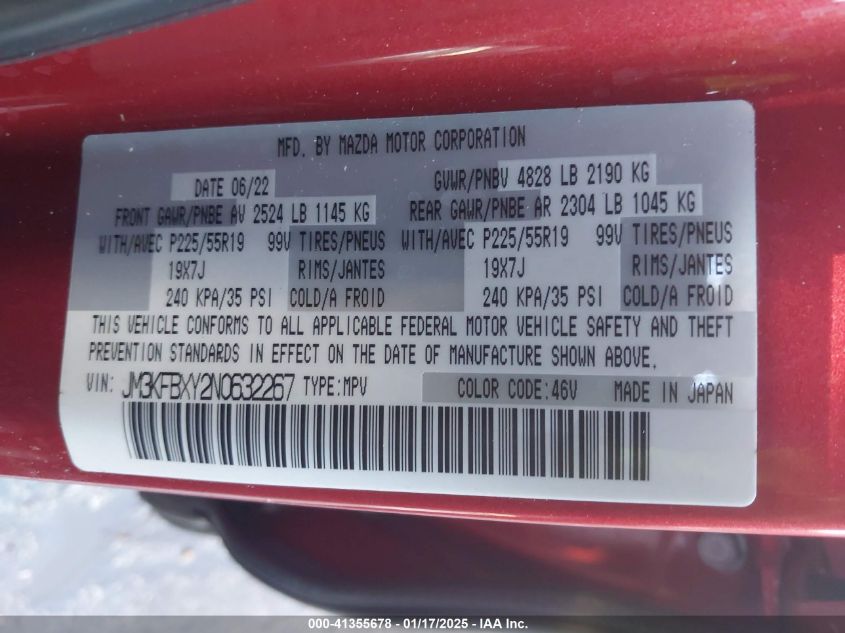 MFD. BY MAZDA MOTOR CORPORATION
DATE 06/22 GVWR/PNBV 4828 LB 2190 KG
FRONT GAWR/PNBE AV 2524 LB 1145 KG REAR GAWR/PNBE AR 2304 LB 1045 KG
WITH/AVEC P225/55R19 99V TIRES/PNEUS WITH/AVEC P225/55R19 99V TIRES/PNEUS
19X7J RIMS/JANTES 19X7J RIMS/JANTES
240 KPA/35 PSI COLD/A FROID 240 KPA/35 PSI COLD/A FROID
THIS VEHICLE CONFORMS TO ALL APPLICABLE FEDERAL MOTOR VEHICLE SAFETY AND THEFT
PREVENTION STANDARDS IN EFFECT ON THE DATE OF MANUFACTURE SHOWN ABOVE.
VIN: JM3KFBXY2N0632267 TYPE:MPV COLOR CODE:46V MADE IN JAPAN
000-41355678 - 01/17/2025 - IAA Inc.